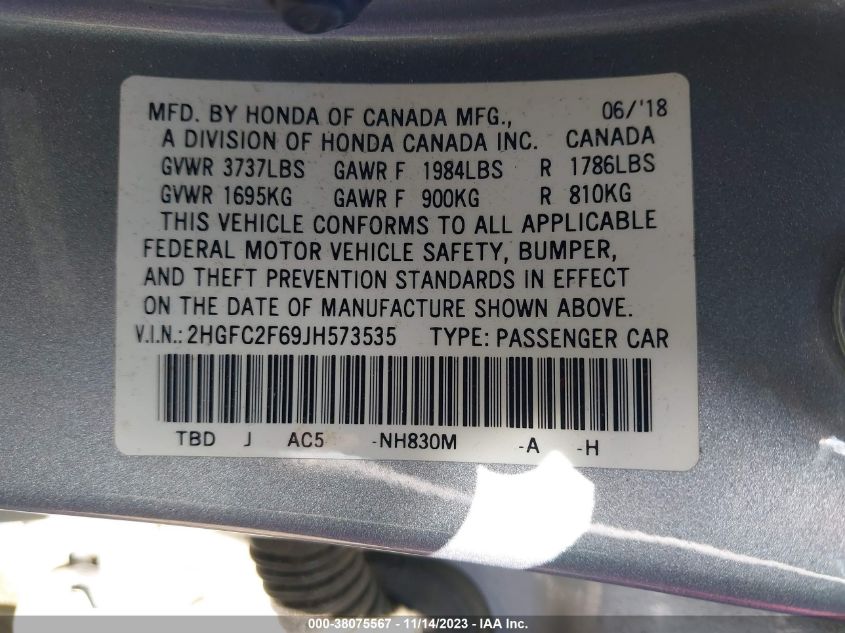 MFD. BY HONDA OF CANADA MFG., 06/'18
A DIVISION OF HONDA CANADA INC. CANADA
GVWR 3737LBS GAWR F 1984LBS R 1786LBS
GVWR 1695KG GAWR F 900KG R 810KG
THIS VEHICLE CONFORMS TO ALL APPLICABLE
FEDERAL MOTOR VEHICLE SAFETY, BUMPER,
AND THEFT PREVENTION STANDARDS IN EFFECT
ON THE DATE OF MANUFACTURE SHOWN ABOVE.
V.I.N.: 2HGFC2F69JH573535 TYPE: PASSENGER CAR
TBD J AC5 -NH830M -A -H
000-38075567 - 11/14/2023 - IAA Inc.